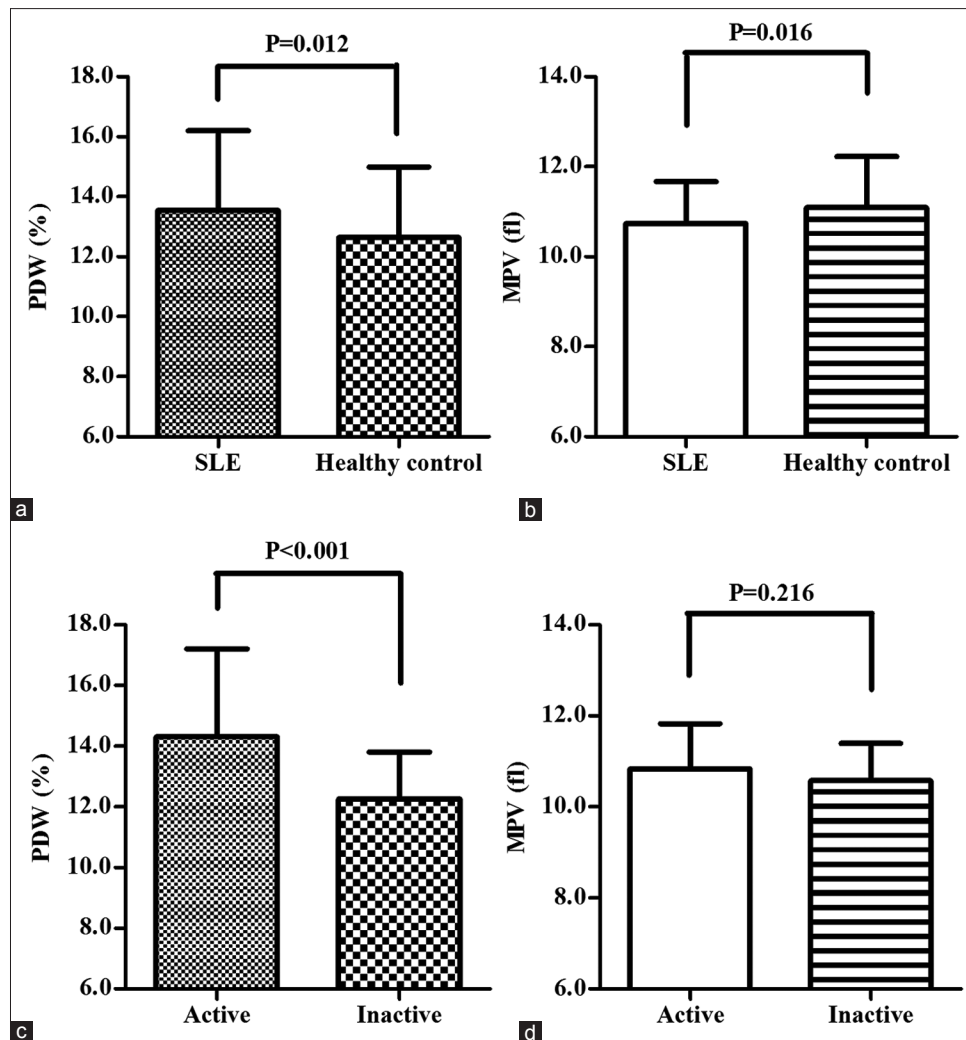 P=0.012
18.0
16.0
14.0
12.0
10.0
8.0
6.0
PDW (%)
SLE
Healthy control
a
P=0.016
14.0
12.0
10.0
8.0
6.0
MPV (fl)
SLE
Healthy control
b
P<0.001
18.0
16.0
14.0
12.0
10.0
8.0
6.0
PDW (%)
Active
Inactive
c
P=0.216
14.0
12.0
10.0
8.0
6.0
MPV (fl)
Active
Inactive
d